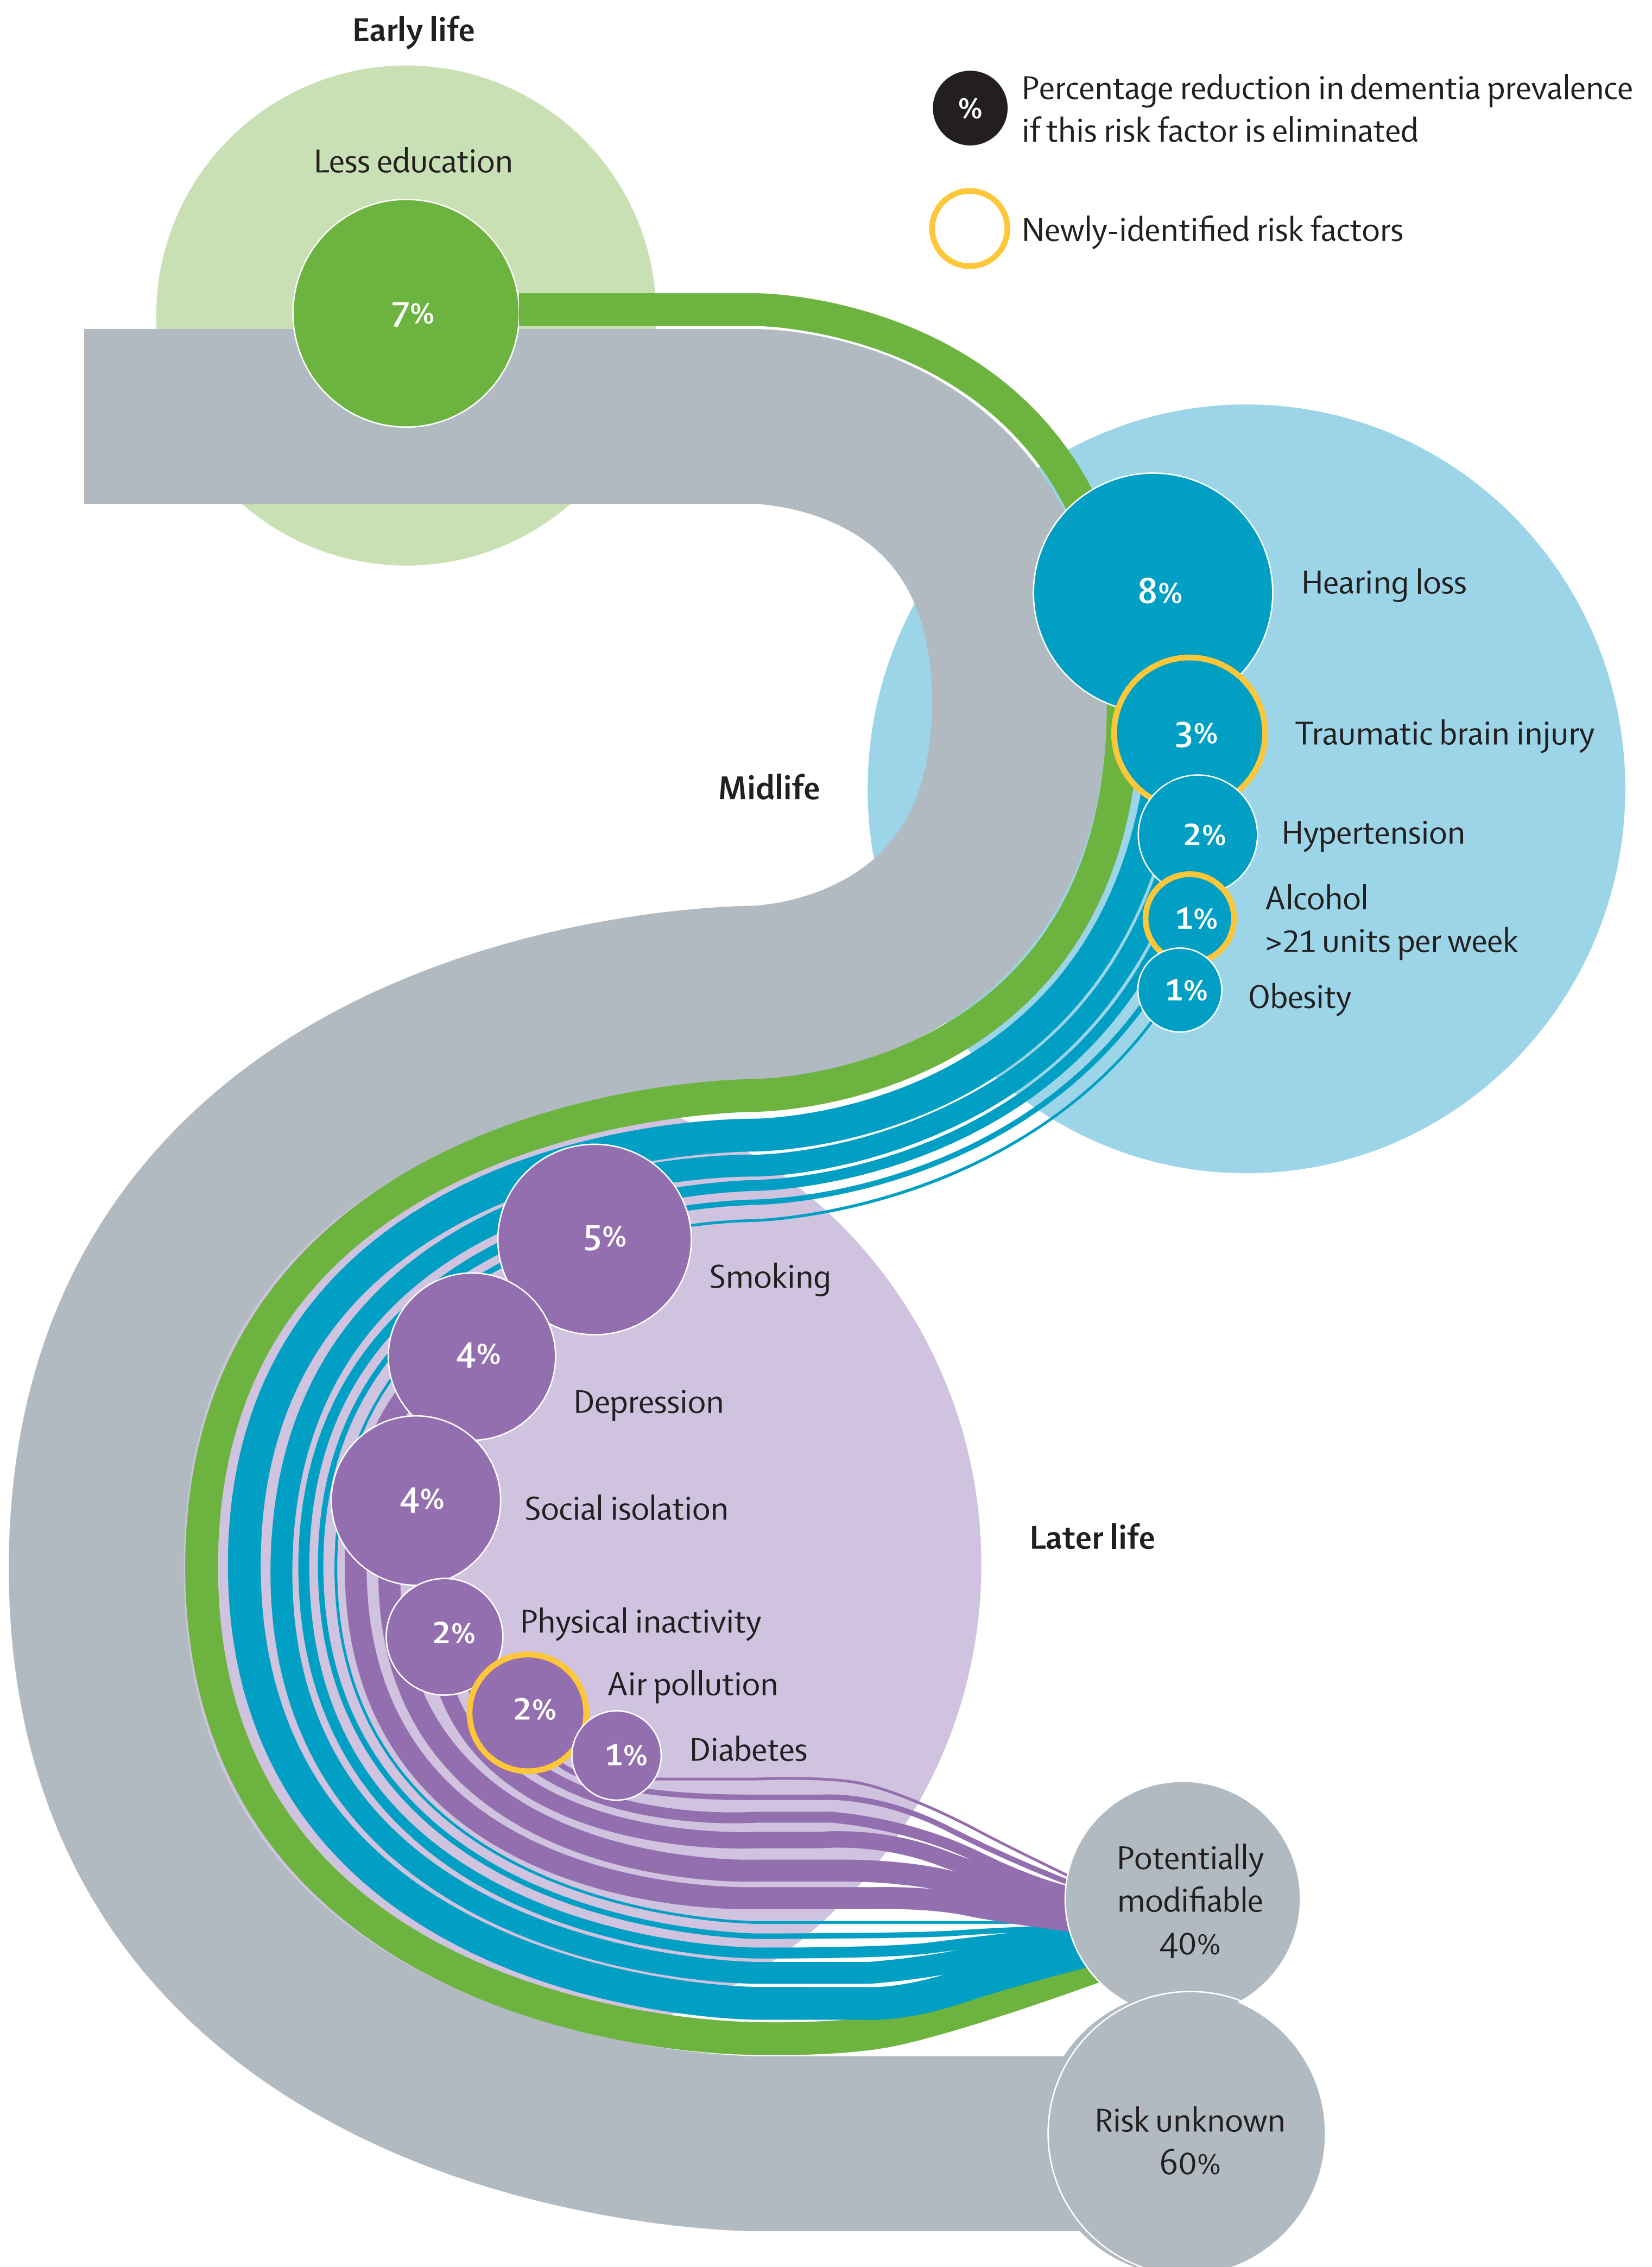 Early life
%
Percentage reduction in dementia prevalence
if this risk factor is eliminated
Newly-identified risk factors
Less education
7%
8%
Hearing loss
3%
Traumatic brain injury
Midlife
2%
Hypertension
1%
Alcohol
>21 units per week
1%
Obesity
5%
Smoking
4%
Depression
4%
Social isolation
Later life
2%
Physical inactivity
2%
Air pollution
1%
Diabetes
Potentially
modifiable
40%
Risk unknown
60%